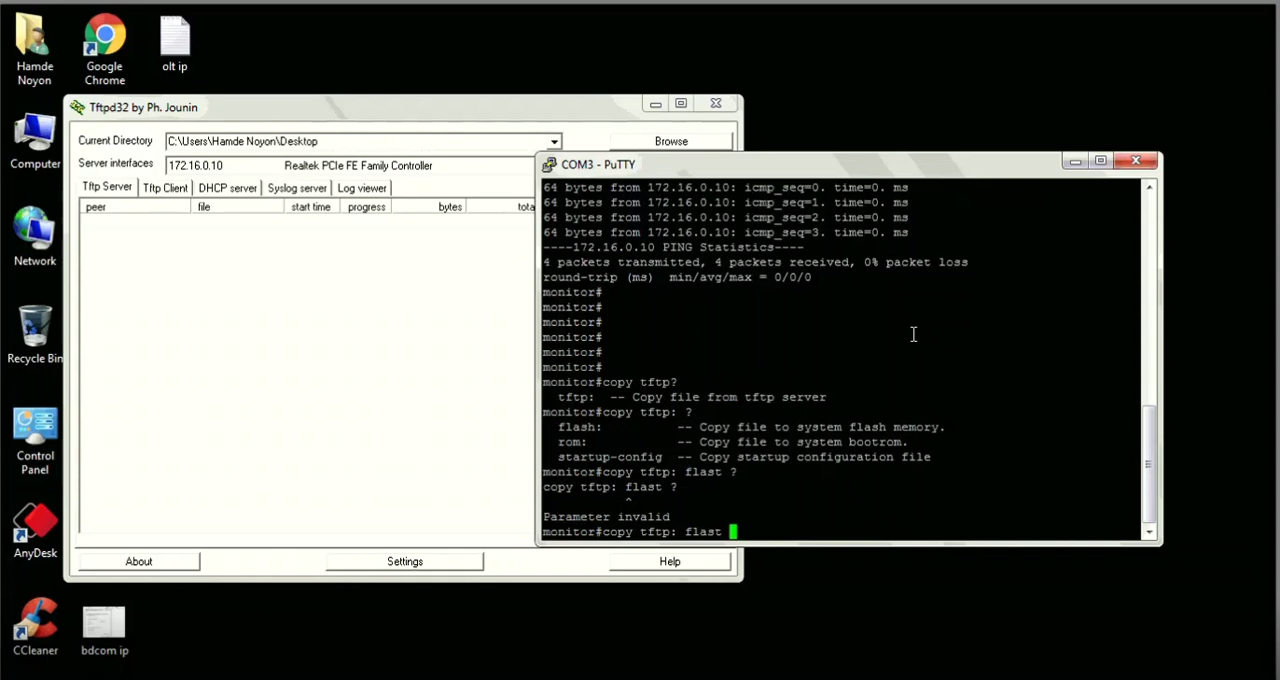 Hamde
Noyon
Google
Chrome
olt ip
Computer
Network
Recycle Bin
Control
Panel
AnyDesk
CCleaner
bdcom ip
Tftpd32 by Ph. Jounin
Current Directory C:\Users\Hamde Noyon\Desktop Browse
Server interfaces 172.16.0.10 Realtek PCIe FE Family Controller
Tftp Server Tftp Client DHCP server Syslog server Log viewer
peer file start time progress bytes tota
About Settings Help
COM3 - PuTTY
64 bytes from 172.16.0.10: icmp_seq=0. time=0. ms
64 bytes from 172.16.0.10: icmp_seq=1. time=0. ms
64 bytes from 172.16.0.10: icmp_seq=2. time=0. ms
64 bytes from 172.16.0.10: icmp_seq=3. time=0. ms
----172.16.0.10 PING Statistics----
4 packets transmitted, 4 packets received, 0% packet loss
round-trip (ms)  min/avg/max = 0/0/0
monitor#
monitor#
monitor#
monitor#
monitor#
monitor#
monitor#copy tftp?
tftp:  -- Copy file from tftp server
monitor#copy tftp: ?
flash:          -- Copy file to system flash memory.
rom:            -- Copy file to system bootrom.
startup-config  -- Copy startup configuration file
monitor#copy tftp: flast ?
copy tftp: flast ?
^
Parameter invalid
monitor#copy tftp: flast